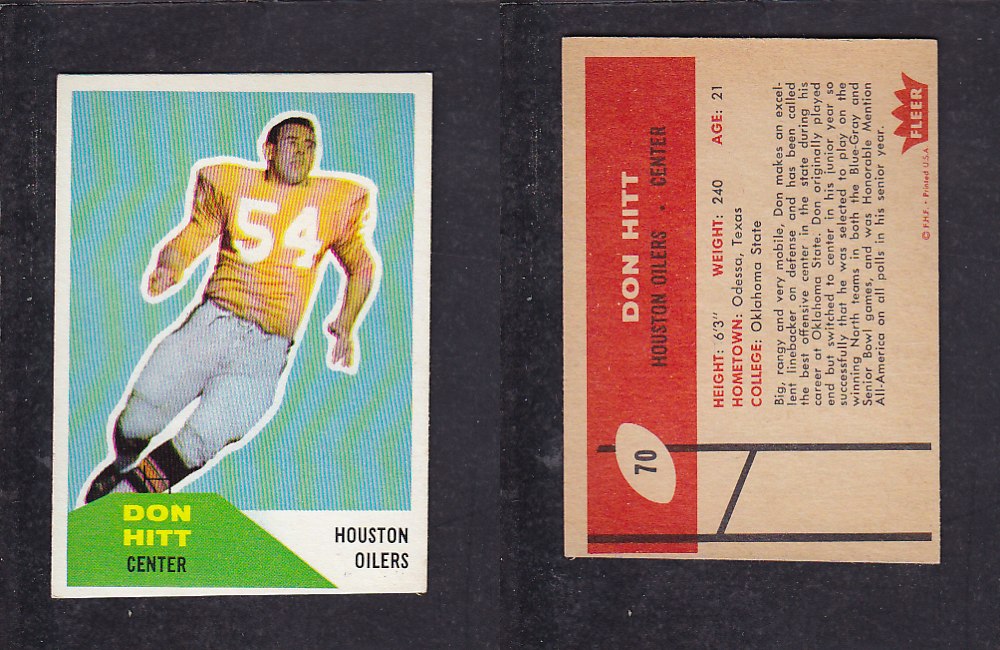 54
DON
HITT
CENTER
HOUSTON
OILERS
70
DON HITT
HOUSTON OILERS • CENTER
HEIGHT: 6'3" WEIGHT: 240 AGE: 21
HOMETOWN: Odessa, Texas
COLLEGE: Oklahoma State
Big, rangy and very mobile, Don makes an excel-
lent linebacker on defense and has been called
the best offensive center in the state during his
career at Oklahoma State. Don originally played
end but switched to center in his junior year so
successfully that he was selected to play on the
winning North teams in both the Blue-Gray and
Senior Bowl games, and was Honorable Mention
All-America on all polls in his senior year.
FLEER
© F.H.F. • Printed U.S.A